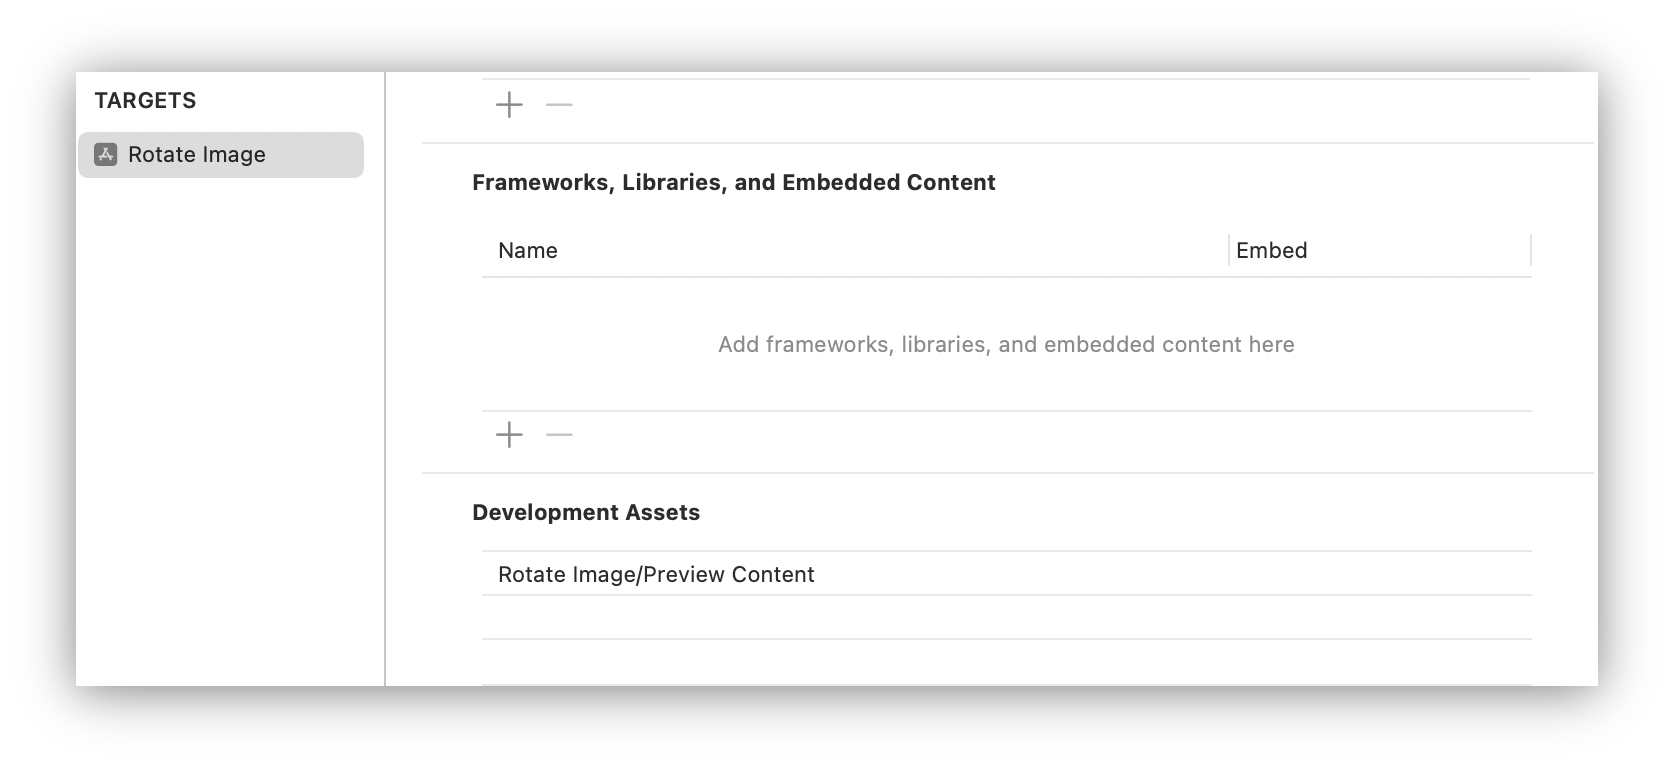 TARGETS
Rotate Image
Frameworks, Libraries, and Embedded Content
Name Embed
Add frameworks, libraries, and embedded content here
Development Assets
Rotate Image/Preview Content